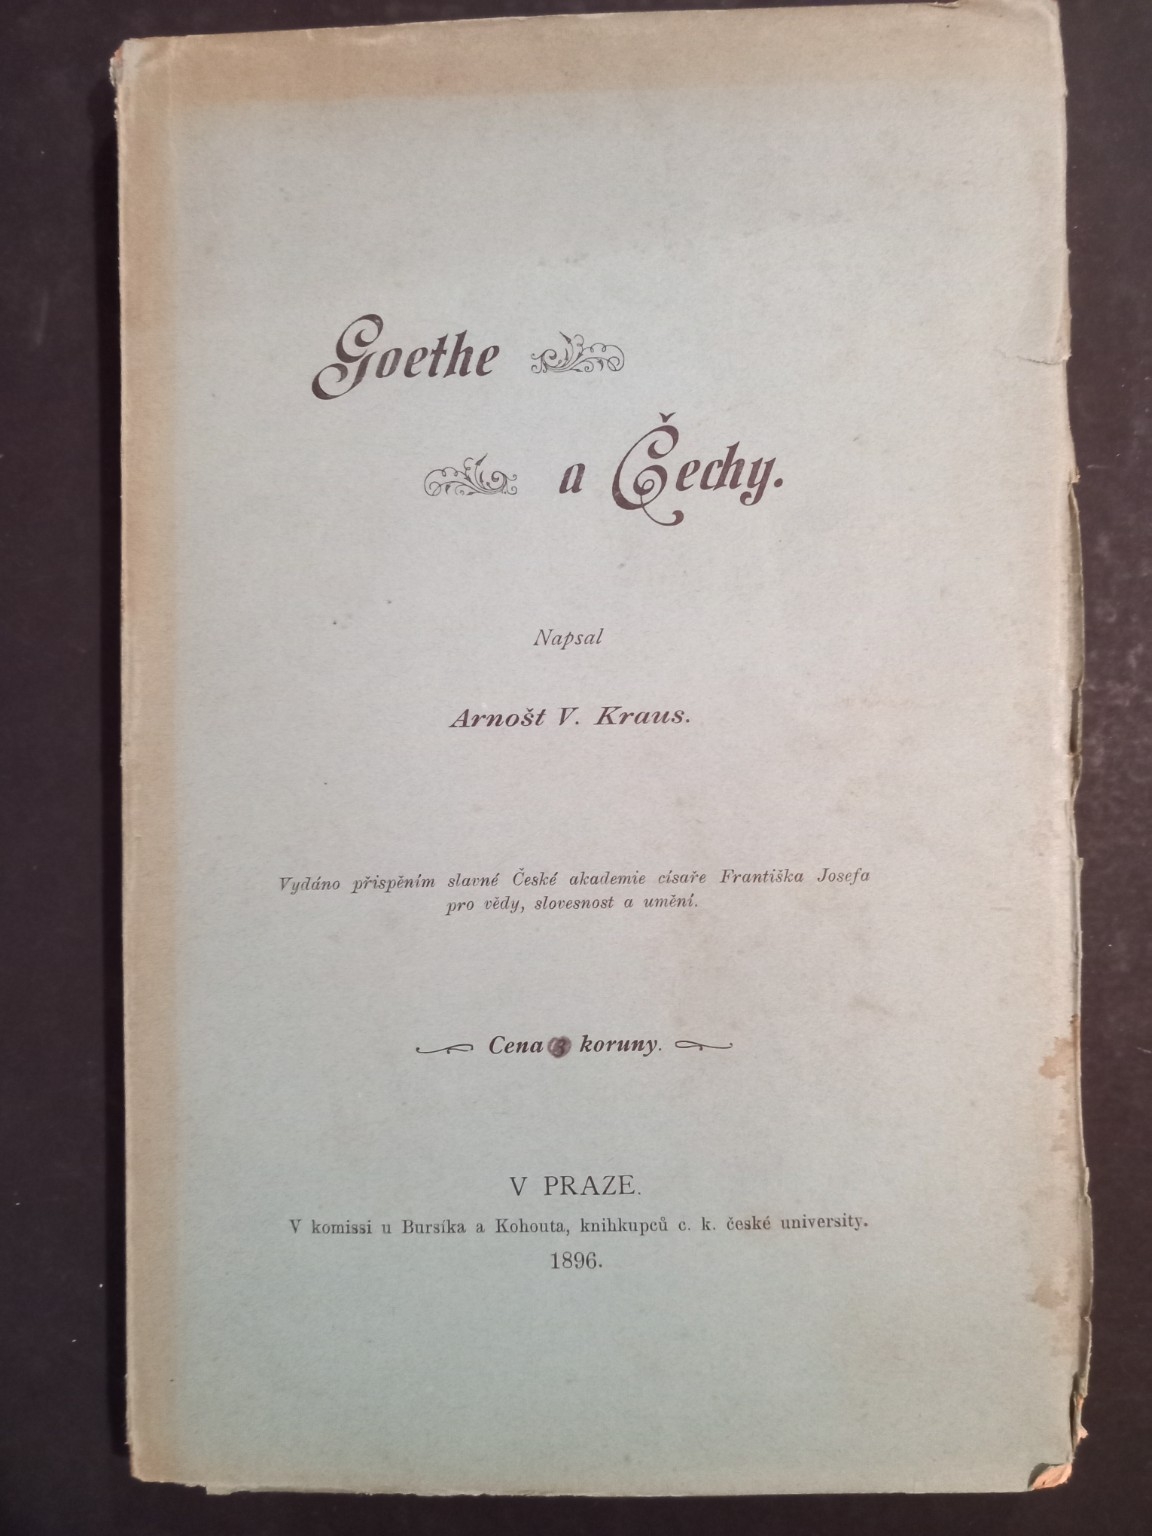 Goethe
a Čechy.
Napsal
Arnošt V. Kraus.
Vydáno přispěním slavné České akademie císaře Františka Josefa
pro vědy, slovesnost a umění.
Cena 3 koruny.
V PRAZE.
V komissi u Bursíka a Kohouta, knihkupců c. k. české university.
1896.